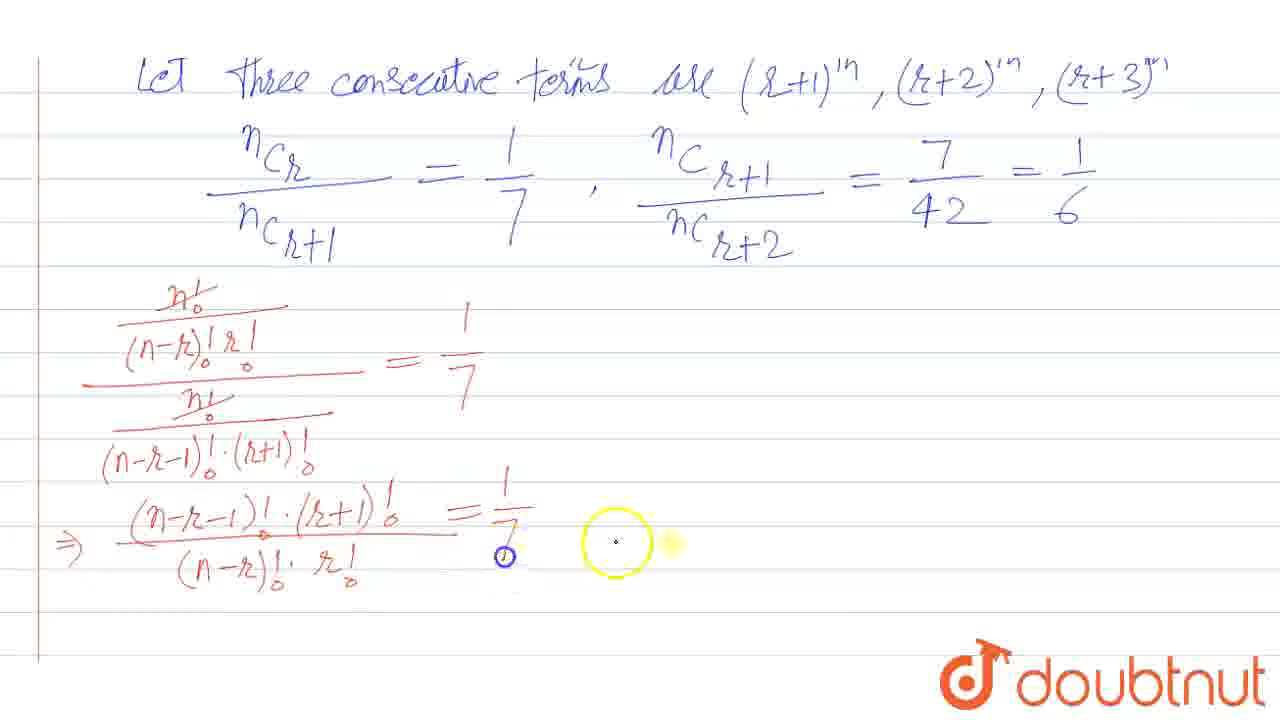 Let three consecutive terms are (r+1)th, (r+2)th, (r+3)th
nCr / nCr+1 = 1/7 , nCr+1 / nCr+2 = 7/42 = 1/6
n! / (n-r)! r!
/ = 1/7
n! / (n-r-1)! · (r+1)!
⇒ (n-r-1)! · (r+1)! / (n-r)! · r! = 1/7
doubtnut